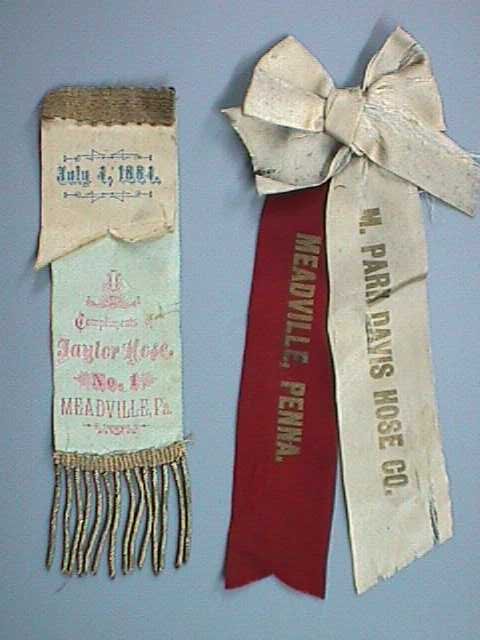 July 4, 1884.
Compliments of
Taylor Hose.
No. 1
MEADVILLE, Pa.
MEADVILLE, PENNA.
M. PARK DAVIS HOSE CO.